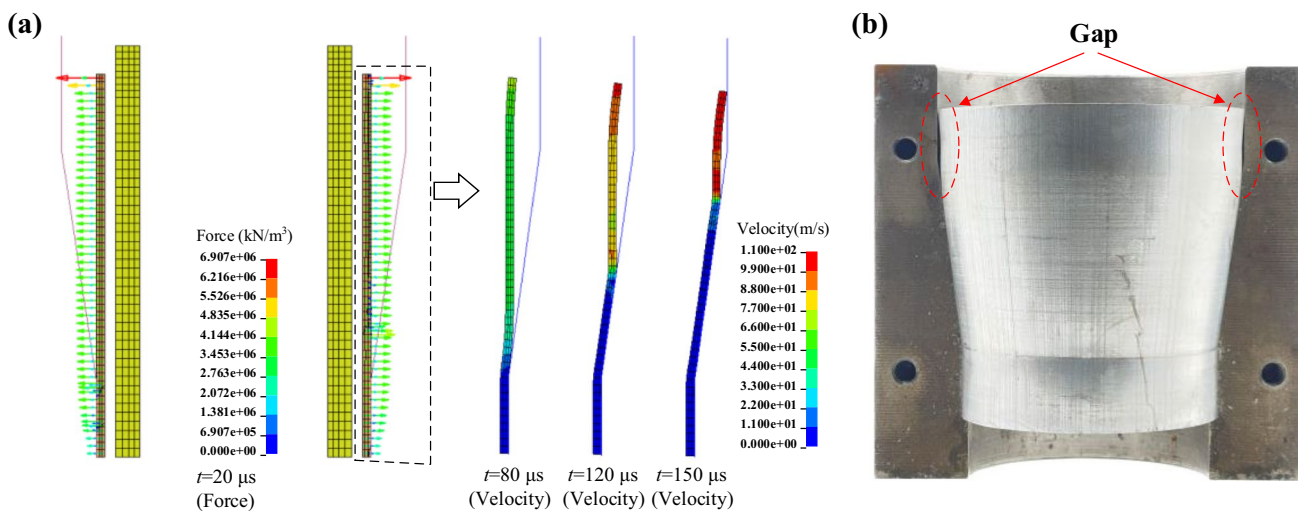 (a)
Force (kN/m³)
6.907e+06
6.216e+06
5.526e+06
4.835e+06
4.144e+06
3.453e+06
2.763e+06
2.072e+06
1.381e+06
6.907e+05
0.000e+00
t=20 μs
(Force)
t=80 μs
(Velocity)
t=120 μs
(Velocity)
t=150 μs
(Velocity)
Velocity(m/s)
1.100e+02
9.900e+01
8.800e+01
7.700e+01
6.600e+01
5.500e+01
4.400e+01
3.300e+01
2.200e+01
1.100e+01
0.000e+00
(b)
Gap